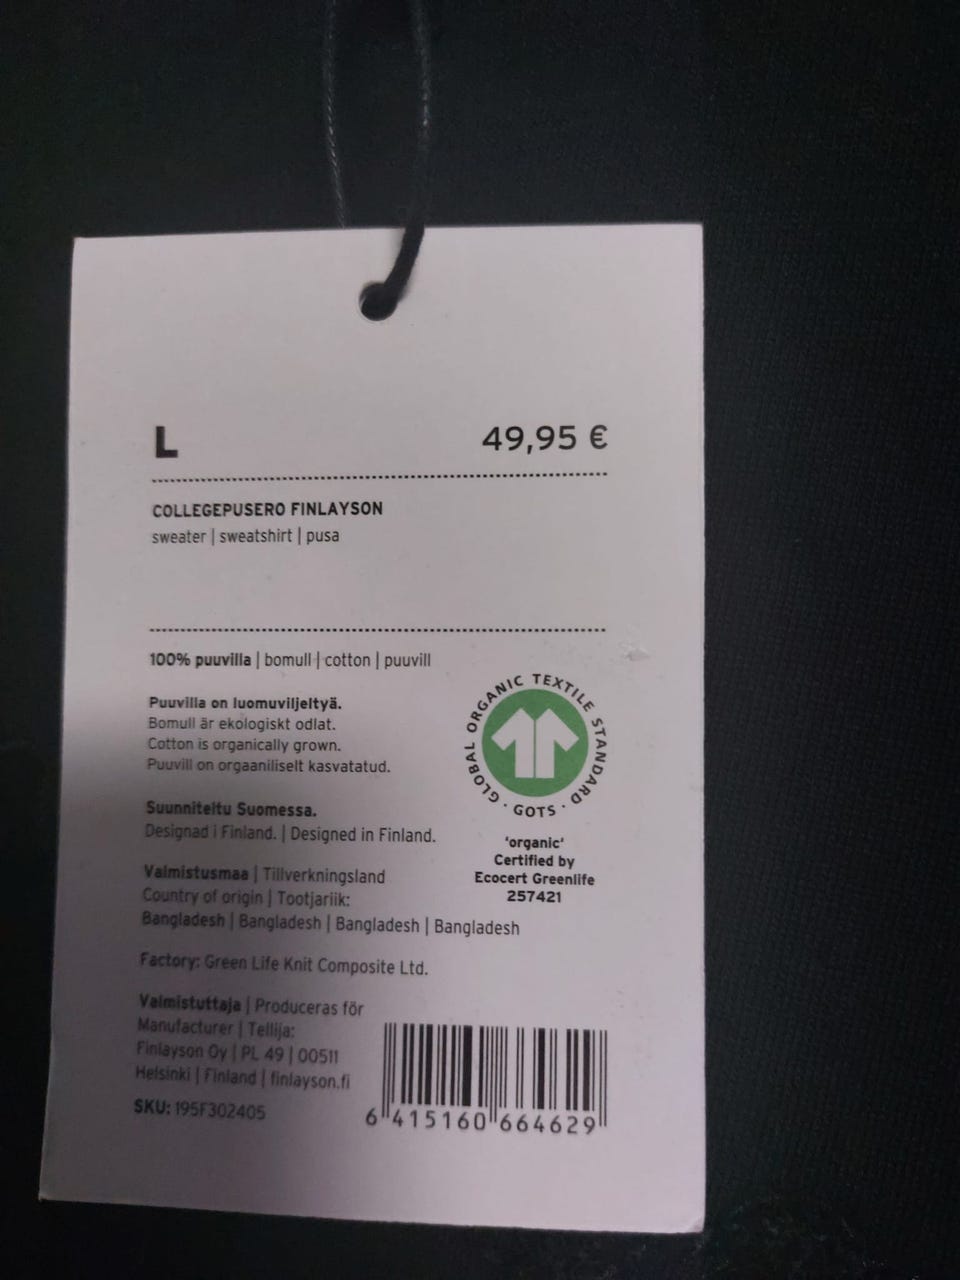 L 49,95 €
COLLEGEPUSERO FINLAYSON
sweater | sweatshirt | pusa
100% puuvilla | bomull | cotton | puuvill
Puuvilla on luomuviljeltyä.
Bomull är ekologiskt odlat.
Cotton is organically grown.
Puuvill on orgaaniliselt kasvatatud.
GLOBAL ORGANIC TEXTILE STANDARD · GOTS ·
'organic'
Certified by
Ecocert Greenlife
257421
Suunniteltu Suomessa.
Designad i Finland. | Designed in Finland.
Valmistusmaa | Tillverkningsland
Country of origin | Tootjariik:
Bangladesh | Bangladesh | Bangladesh | Bangladesh
Factory: Green Life Knit Composite Ltd.
Valmistuttaja | Produceras för
Manufacturer | Tellija:
Finlayson Oy | PL 49 | 00511
Helsinki | Finland | finlayson.fi
SKU: 195F302405
6 415160 664629